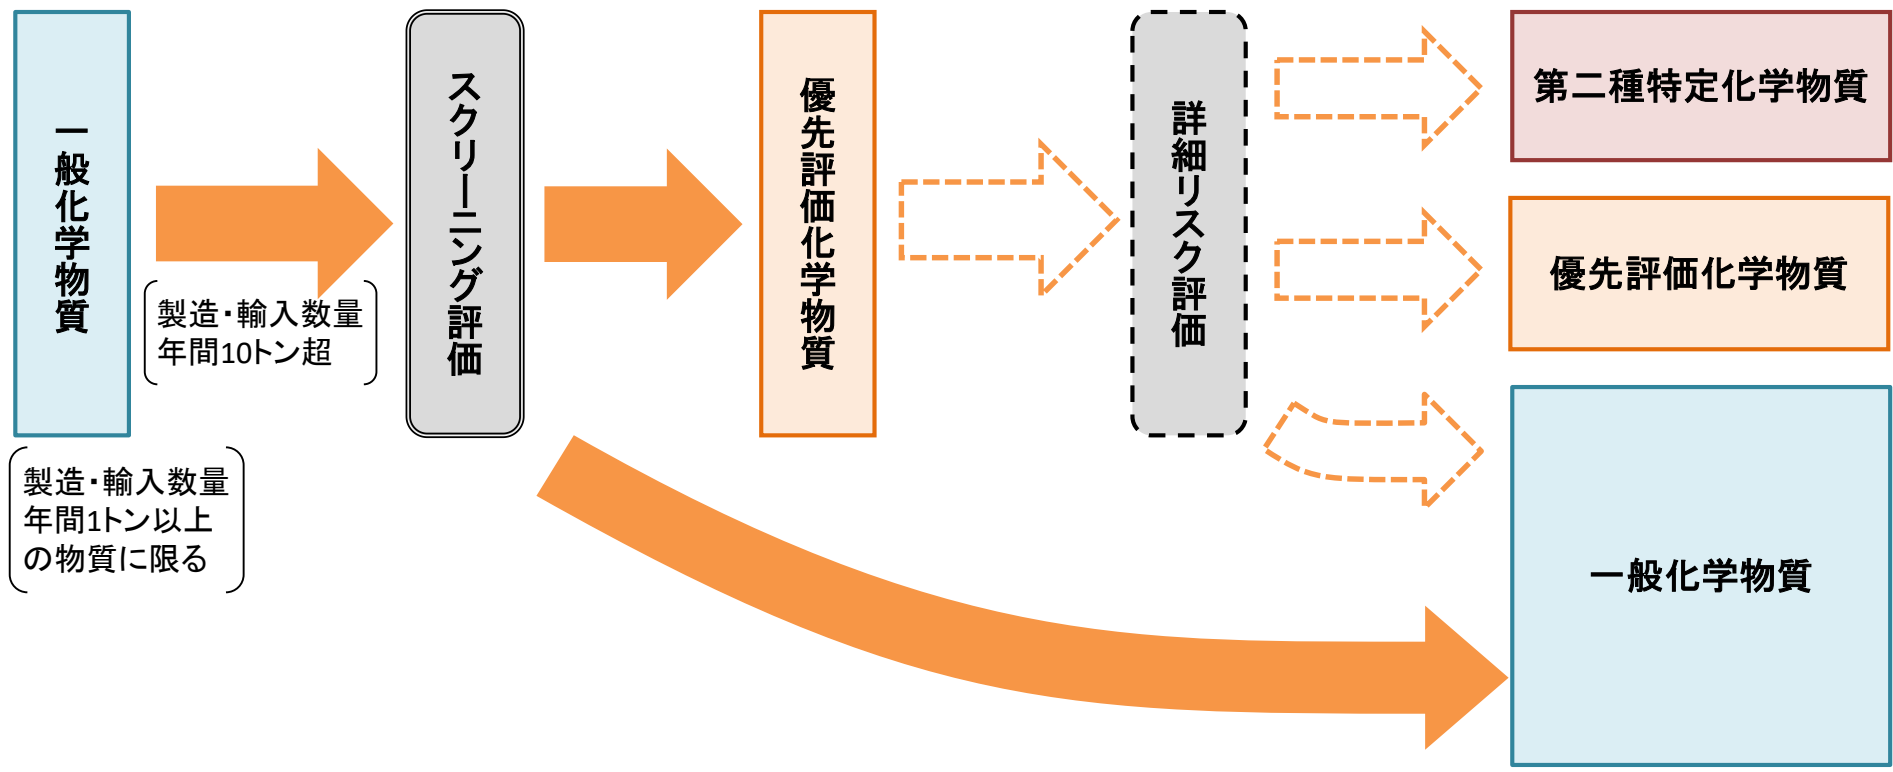 一般化学物質
製造・輸入数量
年間1トン以上
の物質に限る
製造・輸入数量
年間10トン超
スクリーニング評価
優先評価化学物質
詳細リスク評価
第二種特定化学物質
優先評価化学物質
一般化学物質